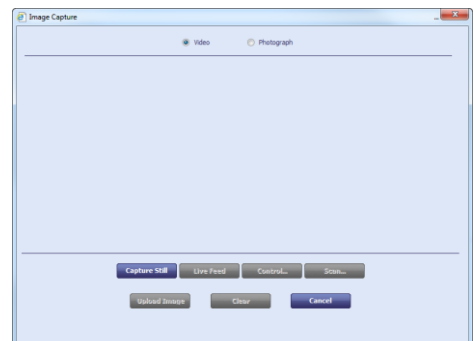 Image Capture
Video Photograph
Capture Still Live Feed Control... Scan...
Upload Image Clear Cancel